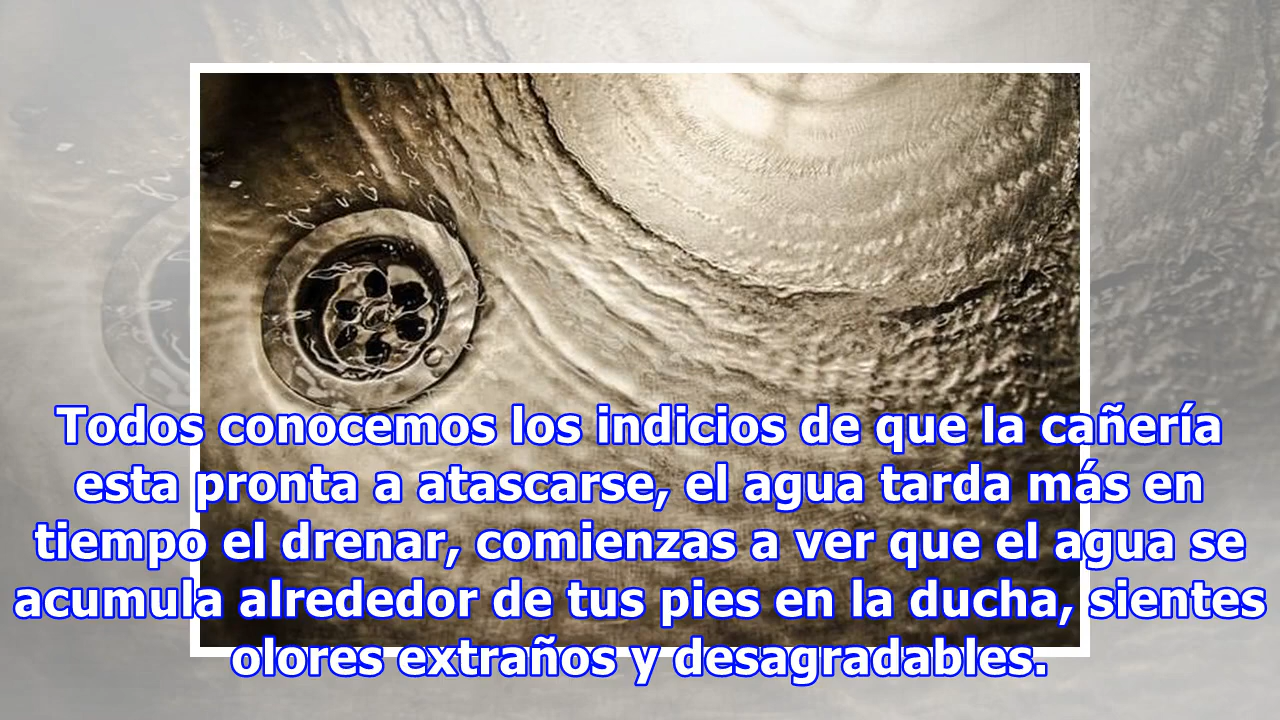 Todos conocemos los indicios de que la cañería
esta pronta a atascarse, el agua tarda más en
tiempo el drenar, comienzas a ver que el agua se
acumula alrededor de tus pies en la ducha, sientes
olores extraños y desagradables.